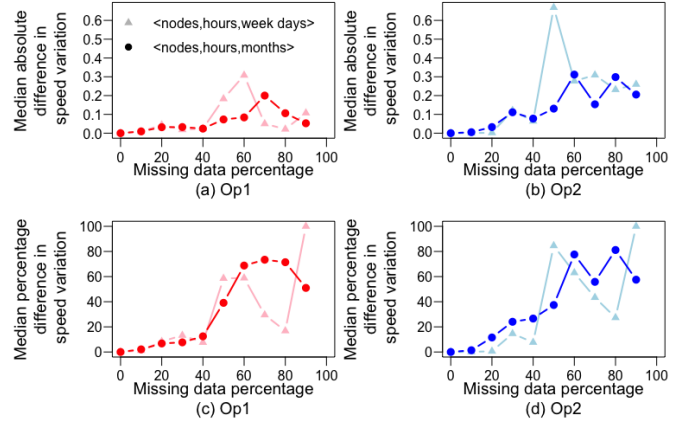 Median absolute
difference in
speed variation
0.6
0.5
0.4
0.3
0.2
0.1
0.0
<nodes,hours,week days>
<nodes,hours,months>
0 20 40 60 80 100
Missing data percentage
(a) Op1
Median absolute
difference in
speed variation
0.6
0.5
0.4
0.3
0.2
0.1
0.0
0 20 40 60 80 100
Missing data percentage
(b) Op2
Median percentage
difference in
speed variation
100
80
60
40
20
0
0 20 40 60 80 100
Missing data percentage
(c) Op1
Median percentage
difference in
speed variation
100
80
60
40
20
0
0 20 40 60 80 100
Missing data percentage
(d) Op2